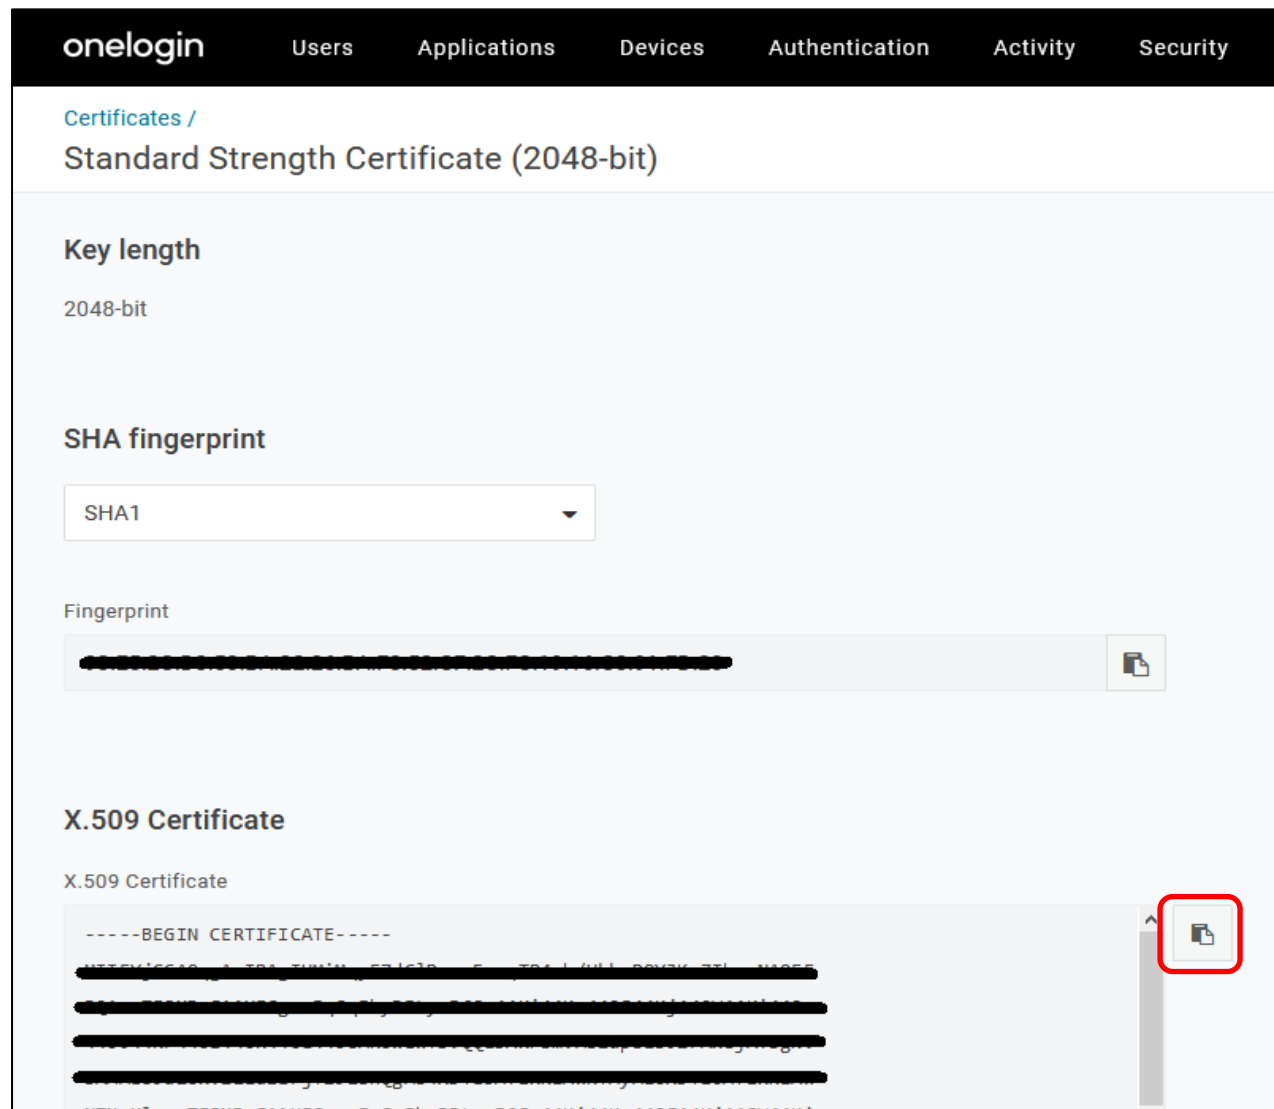 onelogin Users Applications Devices Authentication Activity Security
Certificates /
Standard Strength Certificate (2048-bit)
Key length
2048-bit
SHA fingerprint
SHA1
Fingerprint
X.509 Certificate
X.509 Certificate
-----BEGIN CERTIFICATE-----